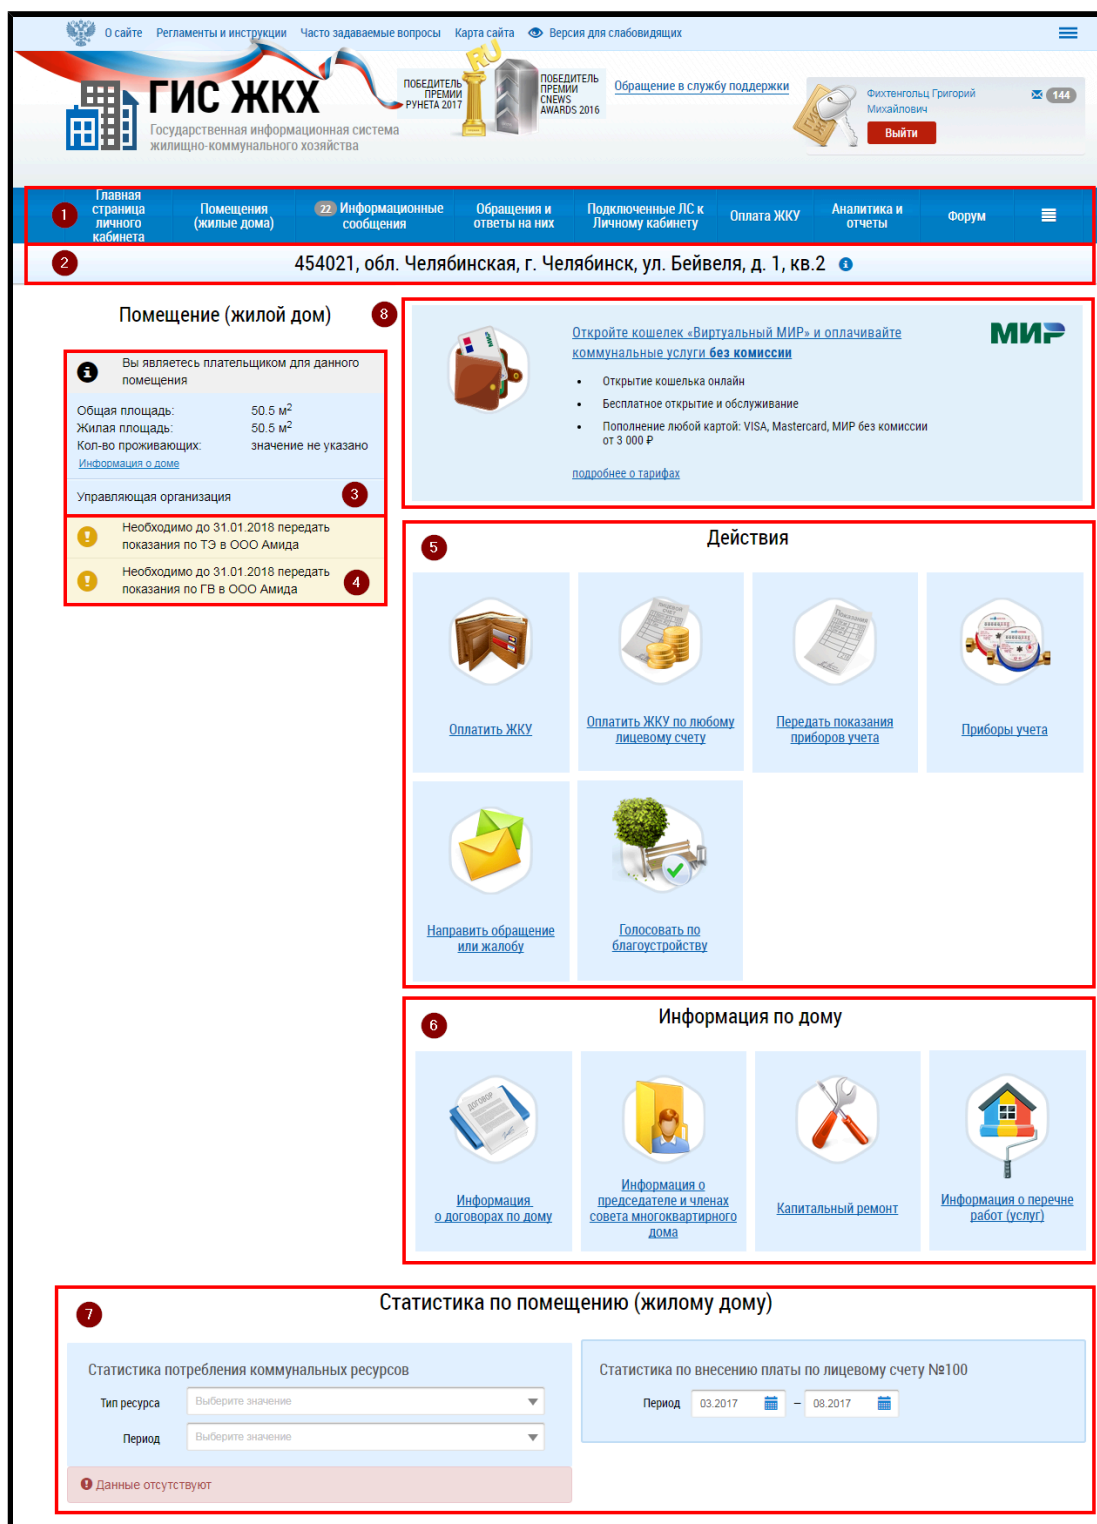 О сайте Регламенты и инструкции Часто задаваемые вопросы Карта сайта Версия для слабовидящих
ГИС ЖКХ
Государственная информационная система
жилищно-коммунального хозяйства
ПОБЕДИТЕЛЬ
ПРЕМИИ
РУНЕТА 2017
RU
ПОБЕДИТЕЛЬ
ПРЕМИИ
CNEWS
AWARDS 2016
Обращение в службу поддержки
Фихтенгольц Григорий
Михайлович
144
Выйти
1
Главная
страница
личного
кабинета
Помещения
(жилые дома)
22 Информационные
сообщения
Обращения и
ответы на них
Подключенные ЛС к
Личному кабинету
Оплата ЖКУ
Аналитика и
отчеты
Форум
2
454021, обл. Челябинская, г. Челябинск, ул. Бейвеля, д. 1, кв.2
Помещение (жилой дом)
Вы являетесь плательщиком для данного
помещения
Общая площадь: 50.5 м2
Жилая площадь: 50.5 м2
Кол-во проживающих: значение не указано
Информация о доме
Управляющая организация
3
Необходимо до 31.01.2018 передать
показания по ТЭ в ООО Амида
Необходимо до 31.01.2018 передать
показания по ГВ в ООО Амида
4
8
Откройте кошелек «Виртуальный МИР» и оплачивайте
коммунальные услуги без комиссии
МИР
• Открытие кошелька онлайн
• Бесплатное открытие и обслуживание
• Пополнение любой картой: VISA, Mastercard, МИР без комиссии
от 3 000 ₽
подробнее о тарифах
5
Действия
Оплатить ЖКУ
Оплатить ЖКУ по любому
лицевому счету
Передать показания
приборов учета
Приборы учета
Направить обращение
или жалобу
Голосовать по
благоустройству
6
Информация по дому
ДОГОВОР
Информация
о договорах по дому
Информация о
председателе и членах
совета многоквартирного
дома
Капитальный ремонт
Информация о перечне
работ (услуг)
7
Статистика по помещению (жилому дому)
Статистика потребления коммунальных ресурсов
Тип ресурса Выберите значение
Период Выберите значение
Данные отсутствуют
Статистика по внесению платы по лицевому счету №100
Период 03.2017 – 08.2017